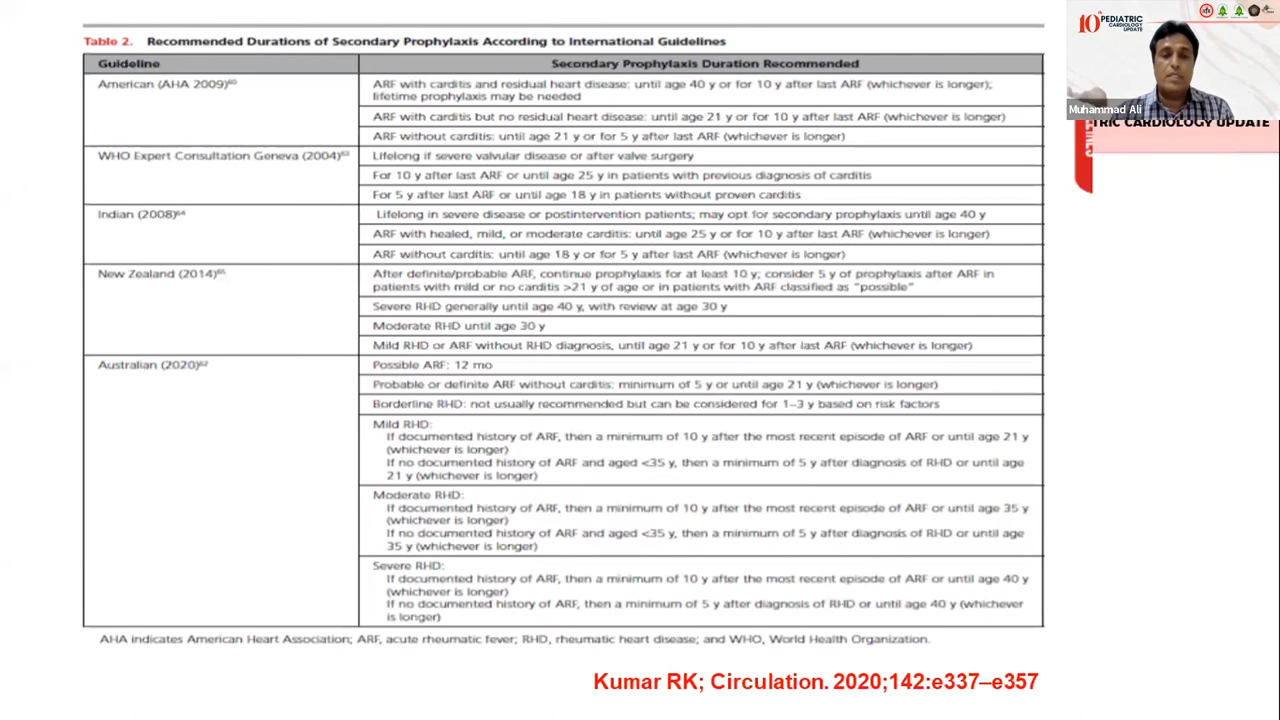 Table 2. Recommended Durations of Secondary Prophylaxis According to International Guidelines
Guideline
Secondary Prophylaxis Duration Recommended
American (AHA 2009)60
ARF with carditis and residual heart disease: until age 40 y or for 10 y after last ARF (whichever is longer);
lifetime prophylaxis may be needed
ARF with carditis but no residual heart disease: until age 21 y or for 10 y after last ARF (whichever is longer)
ARF without carditis: until age 21 y or for 5 y after last ARF (whichever is longer)
WHO Expert Consultation Geneva (2004)63
Lifelong if severe valvular disease or after valve surgery
For 10 y after last ARF or until age 25 y in patients with previous diagnosis of carditis
For 5 y after last ARF or until age 18 y in patients without proven carditis
Indian (2008)64
Lifelong in severe disease or postintervention patients; may opt for secondary prophylaxis until age 40 y
ARF with healed, mild, or moderate carditis: until age 25 y or for 10 y after last ARF (whichever is longer)
ARF without carditis: until age 18 y or for 5 y after last ARF (whichever is longer)
New Zealand (2014)65
After definite/probable ARF, continue prophylaxis for at least 10 y; consider 5 y of prophylaxis after ARF in
patients with mild or no carditis >21 y of age or in patients with ARF classified as "possible"
Severe RHD generally until age 40 y, with review at age 30 y
Moderate RHD until age 30 y
Mild RHD or ARF without RHD diagnosis, until age 21 y or for 10 y after last ARF (whichever is longer)
Australian (2020)62
Possible ARF: 12 mo
Probable or definite ARF without carditis: minimum of 5 y or until age 21 y (whichever is longer)
Borderline RHD: not usually recommended but can be considered for 1–3 y based on risk factors
Mild RHD:
If documented history of ARF, then a minimum of 10 y after the most recent episode of ARF or until age 21 y
(whichever is longer)
If no documented history of ARF and aged <35 y, then a minimum of 5 y after diagnosis of RHD or until age
21 y (whichever is longer)
Moderate RHD:
If documented history of ARF, then a minimum of 10 y after the most recent episode of ARF or until age 35 y
(whichever is longer)
If no documented history of ARF and aged <35 y, then a minimum of 5 y after diagnosis of RHD or until age
35 y (whichever is longer)
Severe RHD:
If documented history of ARF, then a minimum of 10 y after the most recent episode of ARF or until age 40 y
(whichever is longer)
If no documented history of ARF, then a minimum of 5 y after diagnosis of RHD or until age 40 y (whichever
is longer)
AHA indicates American Heart Association; ARF, acute rheumatic fever; RHD, rheumatic heart disease; and WHO, World Health Organization.
Kumar RK; Circulation. 2020;142:e337–e357
10th PEDIATRIC
CARDIOLOGY
UPDATE
Muhammad Ali
TRIC CARDIOLOGY UPDATE